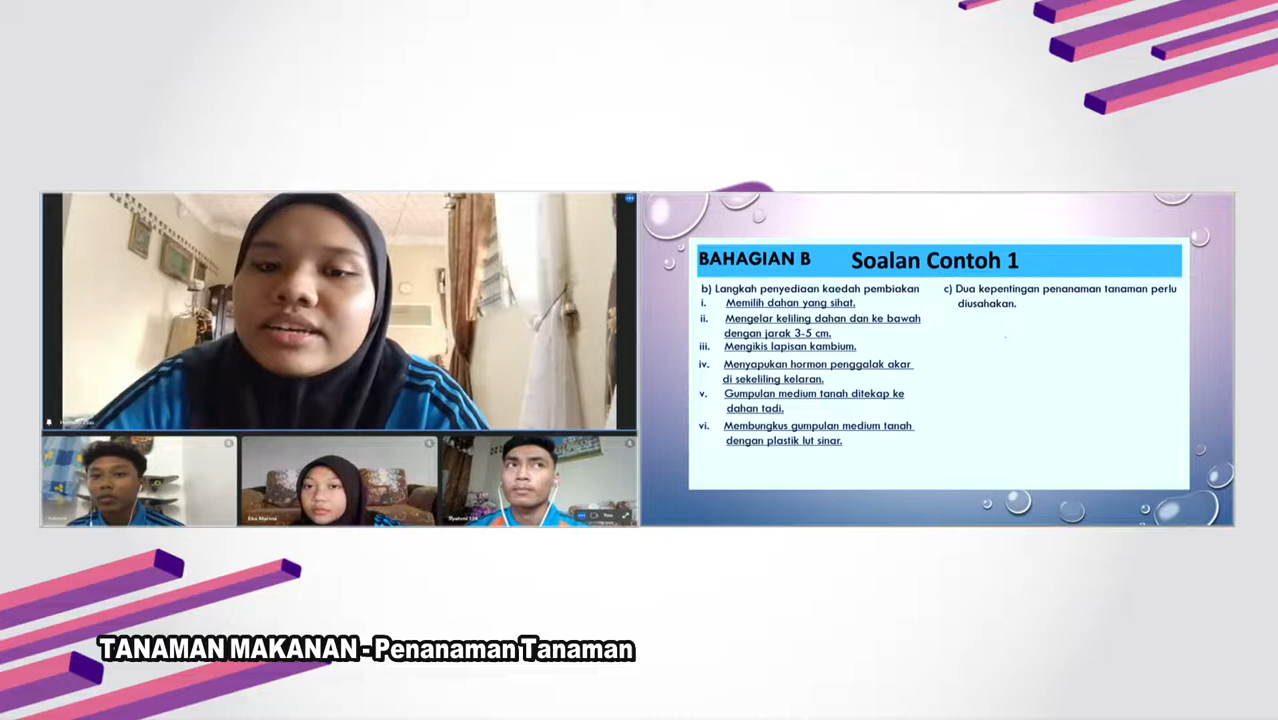 BAHAGIAN B Soalan Contoh 1
b) Langkah penyediaan kaedah pembiakan
i. Memilih dahan yang sihat.
ii. Mengelar keliling dahan dan ke bawah
dengan jarak 3-5 cm.
iii. Mengikis lapisan kambium.
iv. Menyapukan hormon penggalak akar
di sekeliling kelaran.
v. Gumpulan medium tanah ditekap ke
dahan tadi.
vi. Membungkus gumpulan medium tanah
dengan plastik lut sinar.
c) Dua kepentingan penanaman tanaman perlu
diusahakan.
You
TANAMAN MAKANAN - Penanaman Tanaman